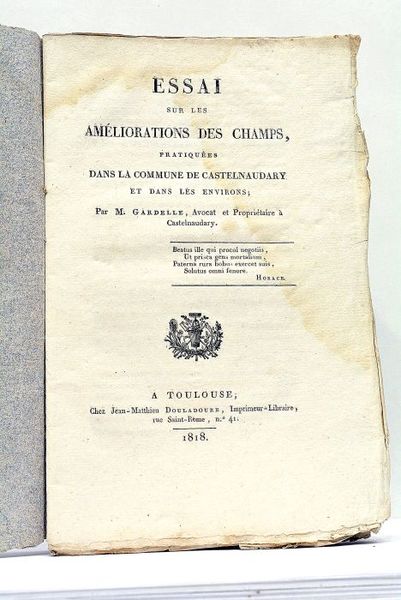 ESSAI
SUR LES
AMÉLIORATIONS DES CHAMPS,
PRATIQUÉES
DANS LA COMMUNE DE CASTELNAUDARY
ET DANS LES ENVIRONS;
Par M. GARDELLE, Avocat et Propriétaire à
Castelnaudary.
Beatus ille qui procul negotiis,
Ut prisca gens mortalium,
Paterna rura bobus exercet suis,
Solutus omni fenore.
HORACE.
A TOULOUSE;
Chez Jean-Matthieu DOULADOURE, Imprimeur-Libraire,
rue Saint-Rome, n.º 41.
1818.